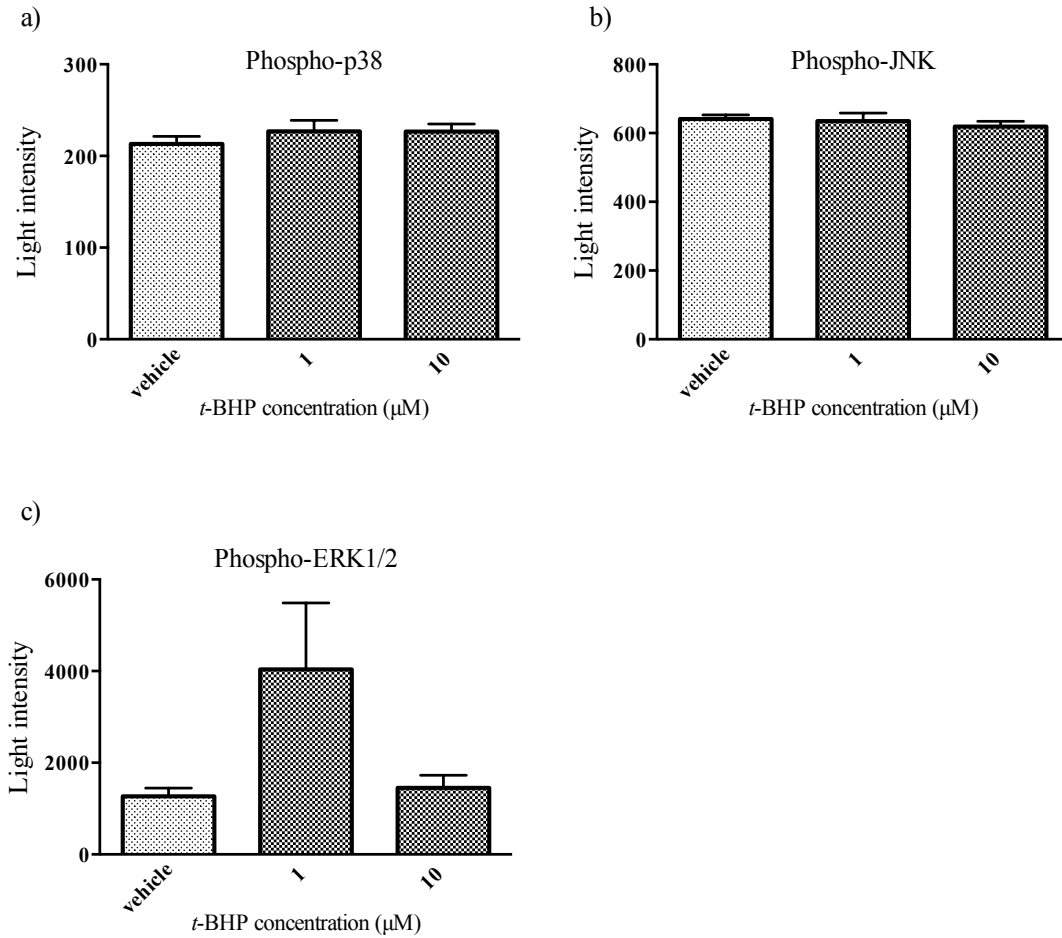 a)
Phospho-p38
300
200
100
0
Light intensity
vehicle
1
10
t-BHP concentration (μM)
b)
Phospho-JNK
800
600
400
200
0
Light intensity
vehicle
1
10
t-BHP concentration (μM)
c)
Phospho-ERK1/2
6000
4000
2000
0
Light intensity
vehicle
1
10
t-BHP concentration (μM)